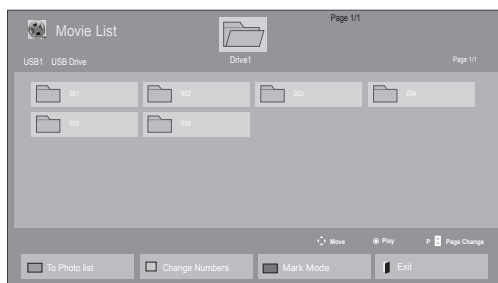 Page 1/1
Movie List
Drive1
USB1 USB Drive
Page 1/1
001 002 003 004
005 006
Move Play P Page Change
To Photo list Change Numbers Mark Mode Exit